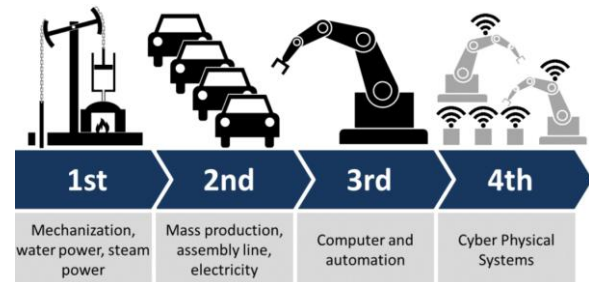 1st
2nd
3rd
4th
Mechanization,
water power, steam
power
Mass production,
assembly line,
electricity
Computer and
automation
Cyber Physical
Systems